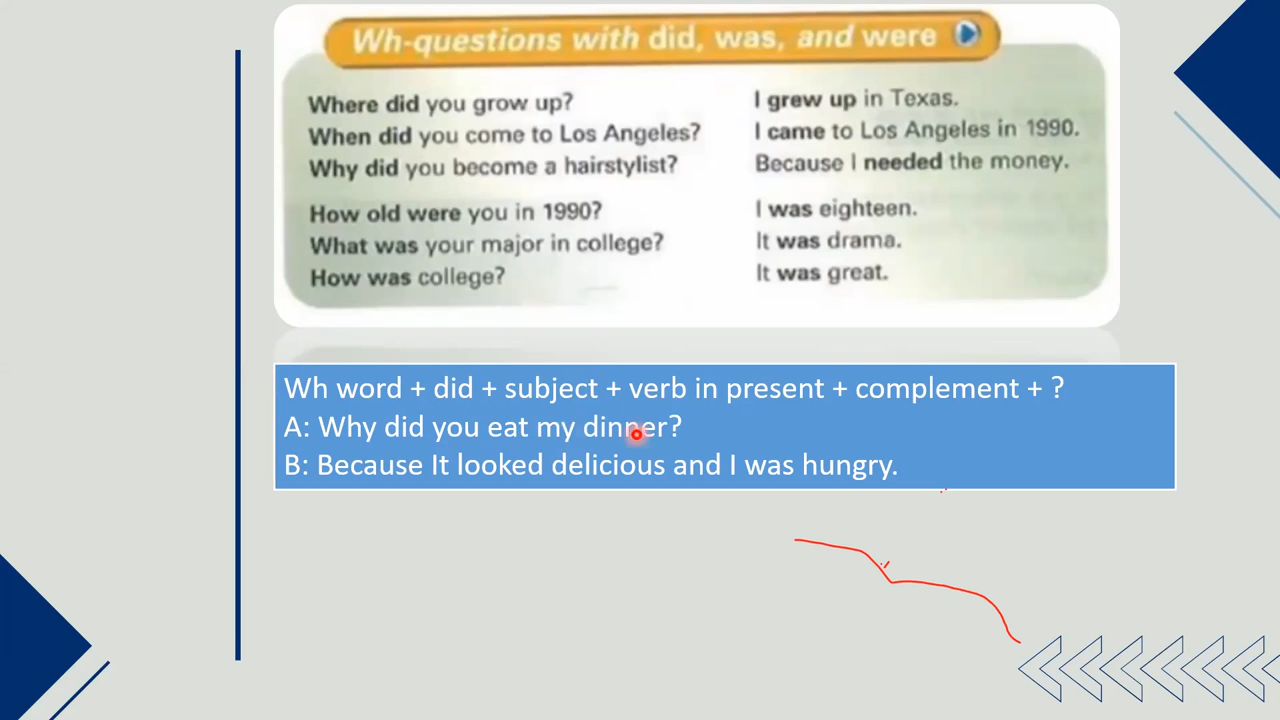 Wh-questions with did, was, and were
Where did you grow up? I grew up in Texas.
When did you come to Los Angeles? I came to Los Angeles in 1990.
Why did you become a hairstylist? Because I needed the money.
How old were you in 1990? I was eighteen.
What was your major in college? It was drama.
How was college? It was great.
Wh word + did + subject + verb in present + complement + ?
A: Why did you eat my dinner?
B: Because It looked delicious and I was hungry.